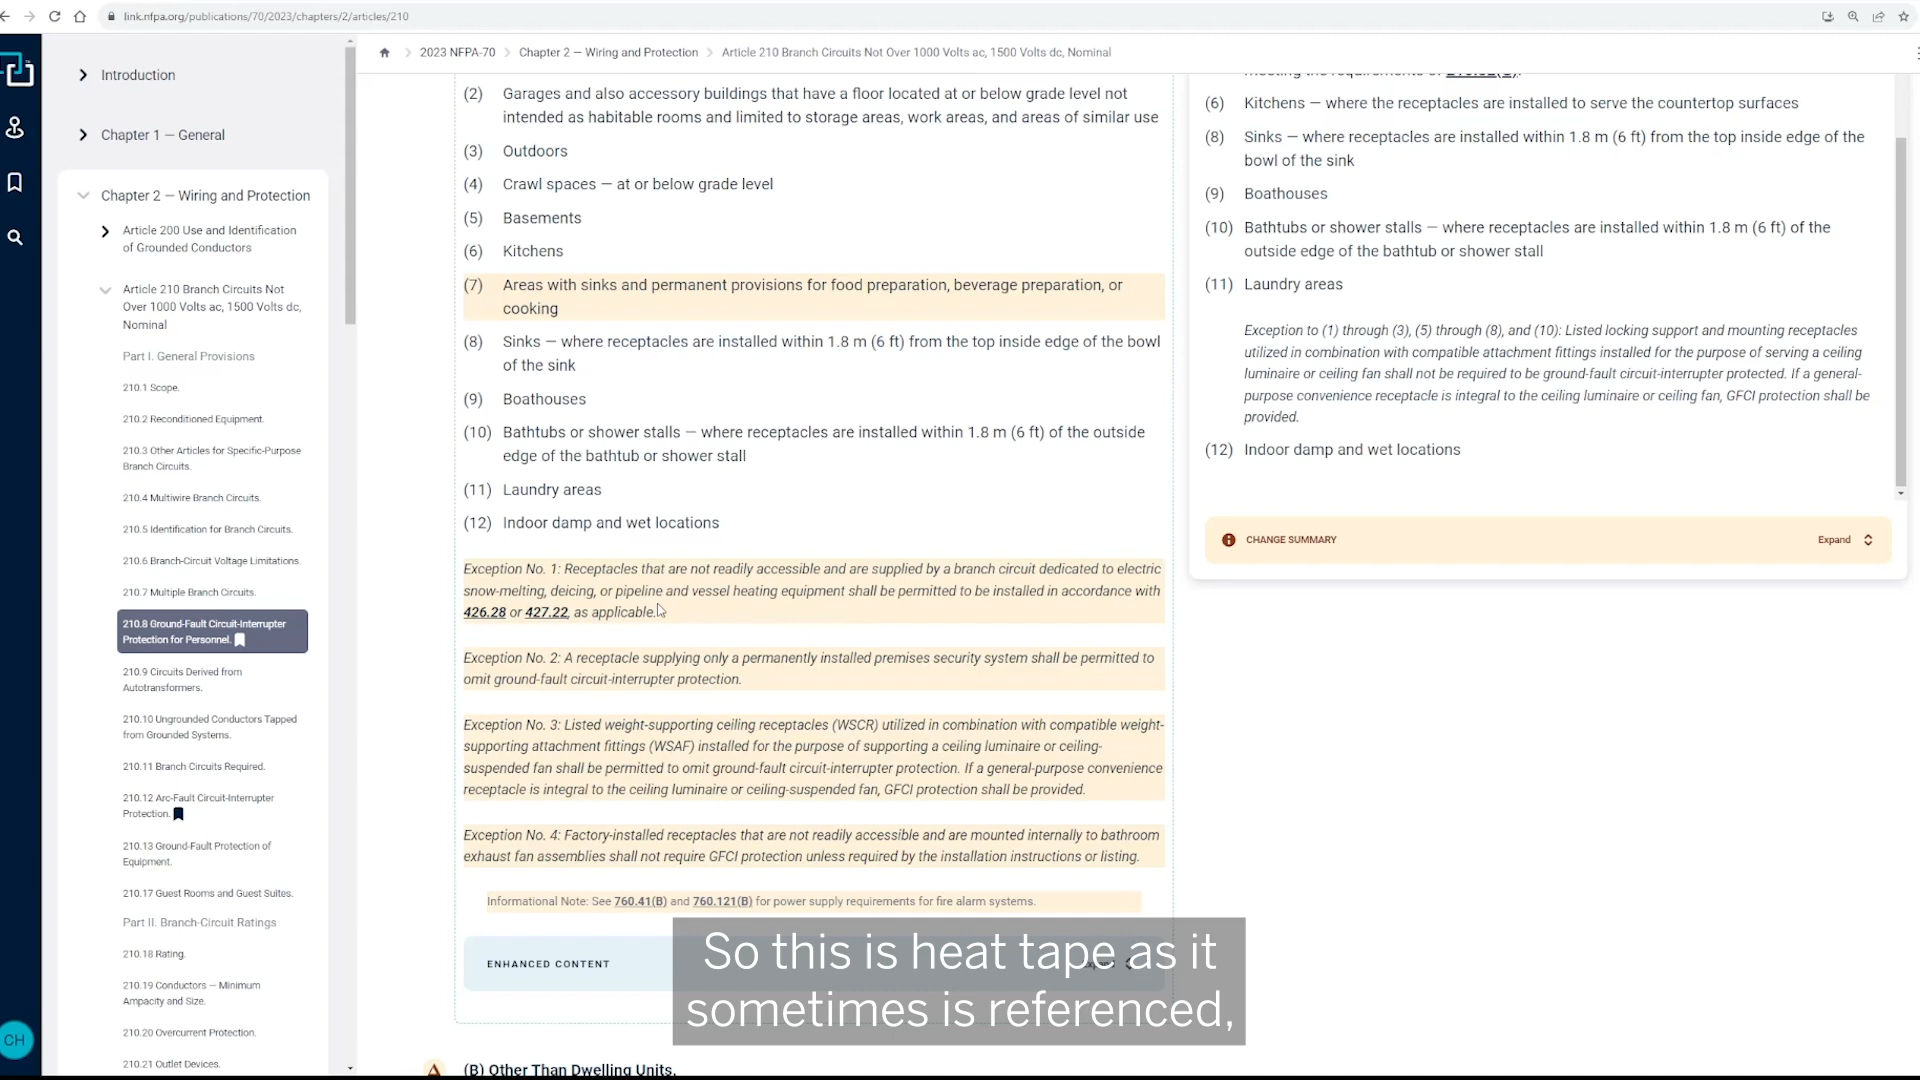 link.nfpa.org/publications/70/2023/chapters/2/articles/210
2023 NFPA-70
Chapter 2 — Wiring and Protection
Article 210 Branch Circuits Not Over 1000 Volts ac, 1500 Volts dc, Nominal
Introduction
Chapter 1 — General
Chapter 2 — Wiring and Protection
Article 200 Use and Identification
of Grounded Conductors
Article 210 Branch Circuits Not
Over 1000 Volts ac, 1500 Volts dc,
Nominal
Part I. General Provisions
210.1 Scope.
210.2 Reconditioned Equipment.
210.3 Other Articles for Specific-Purpose
Branch Circuits.
210.4 Multiwire Branch Circuits.
210.5 Identification for Branch Circuits.
210.6 Branch-Circuit Voltage Limitations.
210.7 Multiple Branch Circuits.
210.8 Ground-Fault Circuit-Interrupter
Protection for Personnel.
210.9 Circuits Derived from
Autotransformers.
210.10 Ungrounded Conductors Tapped
from Grounded Systems.
210.11 Branch Circuits Required.
210.12 Arc-Fault Circuit-Interrupter
Protection.
210.13 Ground-Fault Protection of
Equipment.
210.17 Guest Rooms and Guest Suites.
Part II. Branch-Circuit Ratings
210.18 Rating.
210.19 Conductors — Minimum
Ampacity and Size.
210.20 Overcurrent Protection.
210.21 Outlet Devices.
CH
(2) Garages and also accessory buildings that have a floor located at or below grade level not
intended as habitable rooms and limited to storage areas, work areas, and areas of similar use
(3) Outdoors
(4) Crawl spaces — at or below grade level
(5) Basements
(6) Kitchens
(7) Areas with sinks and permanent provisions for food preparation, beverage preparation, or
cooking
(8) Sinks — where receptacles are installed within 1.8 m (6 ft) from the top inside edge of the bowl
of the sink
(9) Boathouses
(10) Bathtubs or shower stalls — where receptacles are installed within 1.8 m (6 ft) of the outside
edge of the bathtub or shower stall
(11) Laundry areas
(12) Indoor damp and wet locations
Exception No. 1: Receptacles that are not readily accessible and are supplied by a branch circuit dedicated to electric
snow-melting, deicing, or pipeline and vessel heating equipment shall be permitted to be installed in accordance with
426.28 or 427.22, as applicable.
Exception No. 2: A receptacle supplying only a permanently installed premises security system shall be permitted to
omit ground-fault circuit-interrupter protection.
Exception No. 3: Listed weight-supporting ceiling receptacles (WSCR) utilized in combination with compatible weight-
supporting attachment fittings (WSAF) installed for the purpose of supporting a ceiling luminaire or ceiling-
suspended fan shall be permitted to omit ground-fault circuit-interrupter protection. If a general-purpose convenience
receptacle is integral to the ceiling luminaire or ceiling-suspended fan, GFCI protection shall be provided.
Exception No. 4: Factory-installed receptacles that are not readily accessible and are mounted internally to bathroom
exhaust fan assemblies shall not require GFCI protection unless required by the installation instructions or listing.
Informational Note: See 760.41(B) and 760.121(B) for power supply requirements for fire alarm systems.
ENHANCED CONTENT
(B) Other Than Dwelling Units.
(6) Kitchens — where the receptacles are installed to serve the countertop surfaces
(8) Sinks — where receptacles are installed within 1.8 m (6 ft) from the top inside edge of the
bowl of the sink
(9) Boathouses
(10) Bathtubs or shower stalls — where receptacles are installed within 1.8 m (6 ft) of the
outside edge of the bathtub or shower stall
(11) Laundry areas
Exception to (1) through (3), (5) through (8), and (10): Listed locking support and mounting receptacles
utilized in combination with compatible attachment fittings installed for the purpose of serving a ceiling
luminaire or ceiling fan shall not be required to be ground-fault circuit-interrupter protected. If a general-
purpose convenience receptacle is integral to the ceiling luminaire or ceiling fan, GFCI protection shall be
provided.
(12) Indoor damp and wet locations
CHANGE SUMMARY
Expand
So this is heat tape as it
sometimes is referenced,